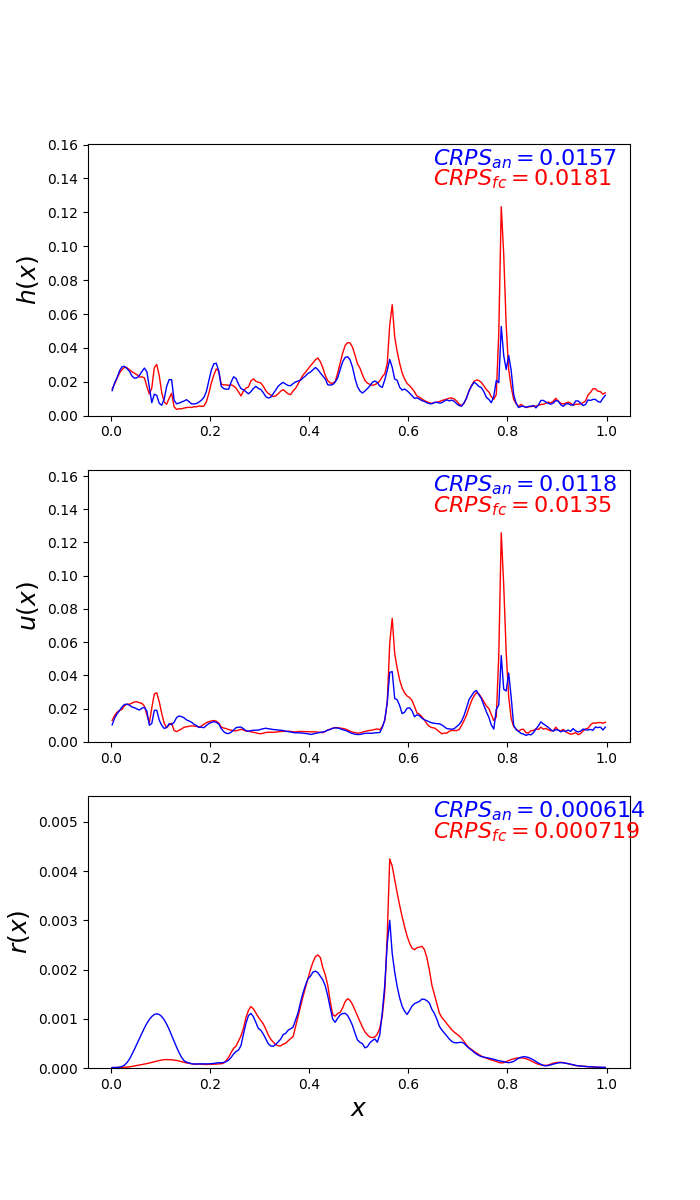 0.16
CRPS_an = 0.0157
CRPS_fc = 0.0181
0.14
0.12
0.10
h(x)
0.08
0.06
0.04
0.02
0.00
0.0 0.2 0.4 0.6 0.8 1.0
0.16
CRPS_an = 0.0118
CRPS_fc = 0.0135
0.14
0.12
0.10
u(x)
0.08
0.06
0.04
0.02
0.00
0.0 0.2 0.4 0.6 0.8 1.0
CRPS_an = 0.000614
0.005
CRPS_fc = 0.000719
0.004
0.003
r(x)
0.002
0.001
0.000
0.0 0.2 0.4 0.6 0.8 1.0
x